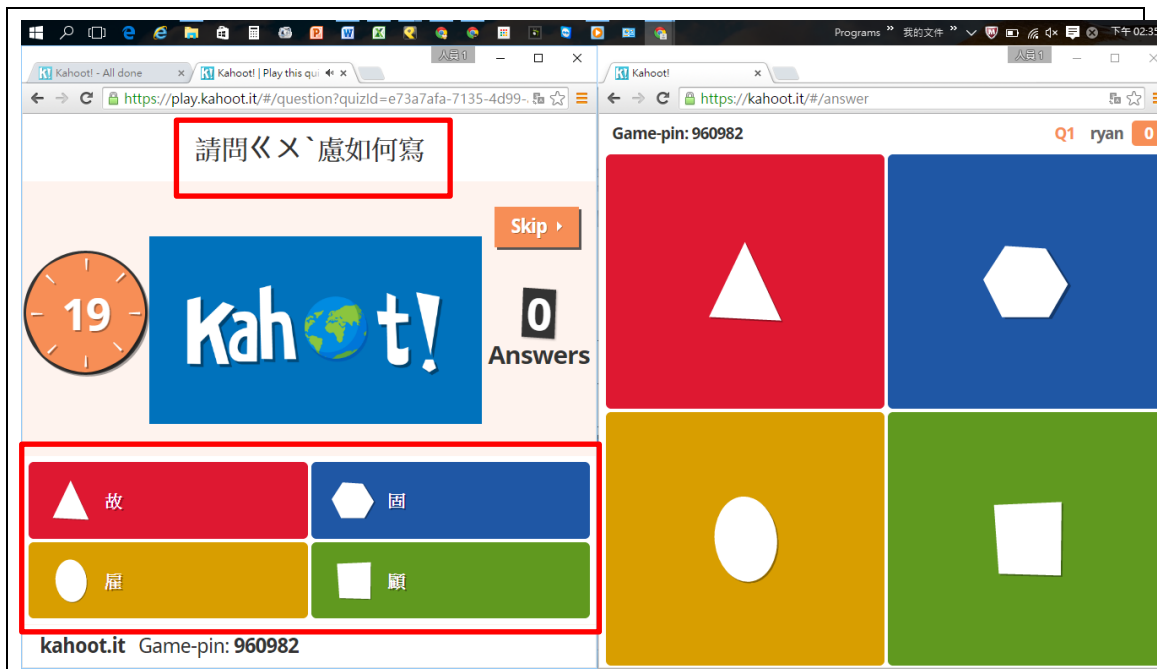 Programs » 我的文件 » 下午 02:35
人員1
Kahoot! - All done
Kahoot! | Play this qui
https://play.kahoot.it/#/question?quizId=e73a7afa-7135-4d99-
請問ㄍㄨˋ慮如何寫
Skip
19
Kahoot!
0
Answers
故
固
雇
顧
kahoot.it Game-pin: 960982
人員1
Kahoot!
https://kahoot.it/#/answer
Game-pin: 960982 Q1 ryan 0